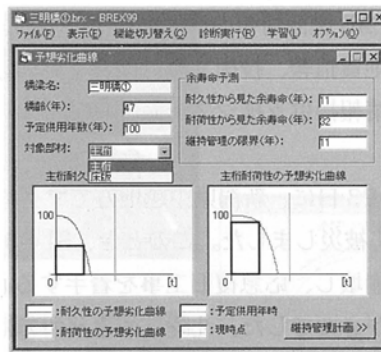 三明橋①.brx - BREX99
ファイル(F) 表示(E) 機能切り替え(C) 診断実行(R) 学習(L) オプション(O)
予想劣化曲線
橋梁名: 三明橋①
橋齢(年): 47
予定供用年数(年): 100
対象部材:
主桁
床版
余寿命予測
耐久性から見た余寿命(年): 11
耐荷性から見た余寿命(年): 32
維持管理の限界(年): 11
主桁耐久
100
0
[t]
主桁耐荷性の予想劣化曲線
100
[t]
:耐久性の予想劣化曲線
:予定供用年時
:耐荷性の予想劣化曲線
:現時点
維持管理計画 >>